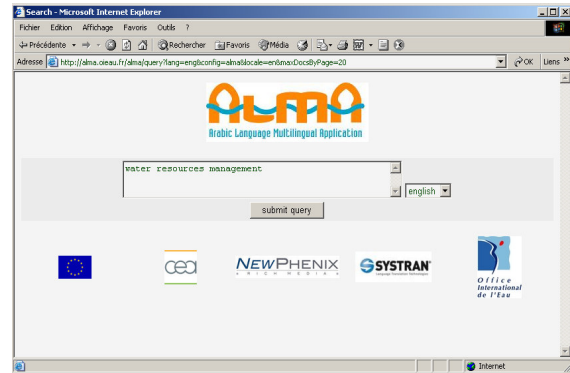 Search - Microsoft Internet Explorer
Fichier Edition Affichage Favoris Outils ?
Précédente Rechercher Favoris Média
Adresse http://alma.oieau.fr/alma/query?lang=eng&config=alma&locale=en&maxDocsByPage=20 OK Liens »
ALMA
Arabic Language Multilingual Application
water resources management
english
submit query
cea
NEWPHENIX
SYSTRAN
Office
International
de l'Eau
Internet